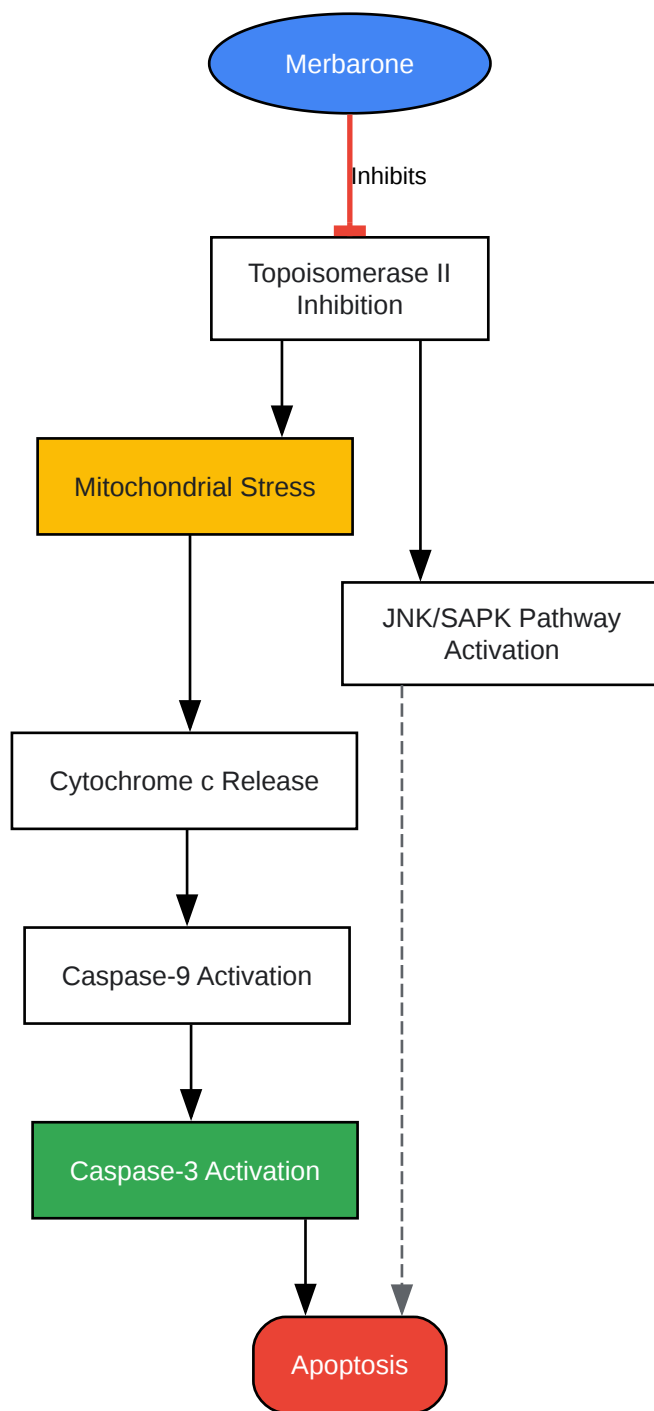 Merbarone
Inhibits
Topoisomerase II
Inhibition
Mitochondrial Stress
JNK/SAPK Pathway
Activation
Cytochrome c Release
Caspase-9 Activation
Caspase-3 Activation
Apoptosis